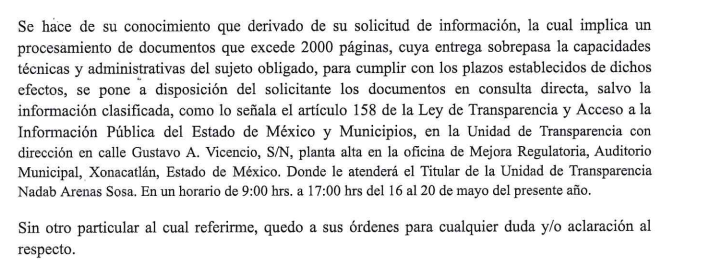 Se hace de su conocimiento que derivado de su solicitud de información, la cual implica un
procesamiento de documentos que excede 2000 páginas, cuya entrega sobrepasa la capacidades
técnicas y administrativas del sujeto obligado, para cumplir con los plazos establecidos de dichos
efectos, se pone a disposición del solicitante los documentos en consulta directa, salvo la
información clasificada, como lo señala el artículo 158 de la Ley de Transparencia y Acceso a la
Información Pública del Estado de México y Municipios, en la Unidad de Transparencia con
dirección en calle Gustavo A. Vicencio, S/N, planta alta en la oficina de Mejora Regulatoria, Auditorio
Municipal, Xonacatlán, Estado de México. Donde le atenderá el Titular de la Unidad de Transparencia
Nadab Arenas Sosa. En un horario de 9:00 hrs. a 17:00 hrs del 16 al 20 de mayo del presente año.
Sin otro particular al cual referirme, quedo a sus órdenes para cualquier duda y/o aclaración al
respecto.